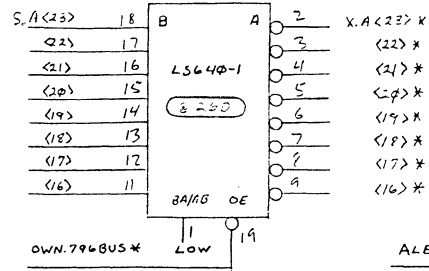 S.A<23> 18 B A 2 X.A<23>*
<22> 17 3 <22>*
<21> 16 LS640-1 4 <21>*
<20> 15 5 <20>*
<19> 14 6 <19>*
<18> 13 7 <18>*
<17> 12 8 <17>*
<16> 11 BA/AB OE 9 <16>*
1 19
OWN.796BUS* LOW ALE